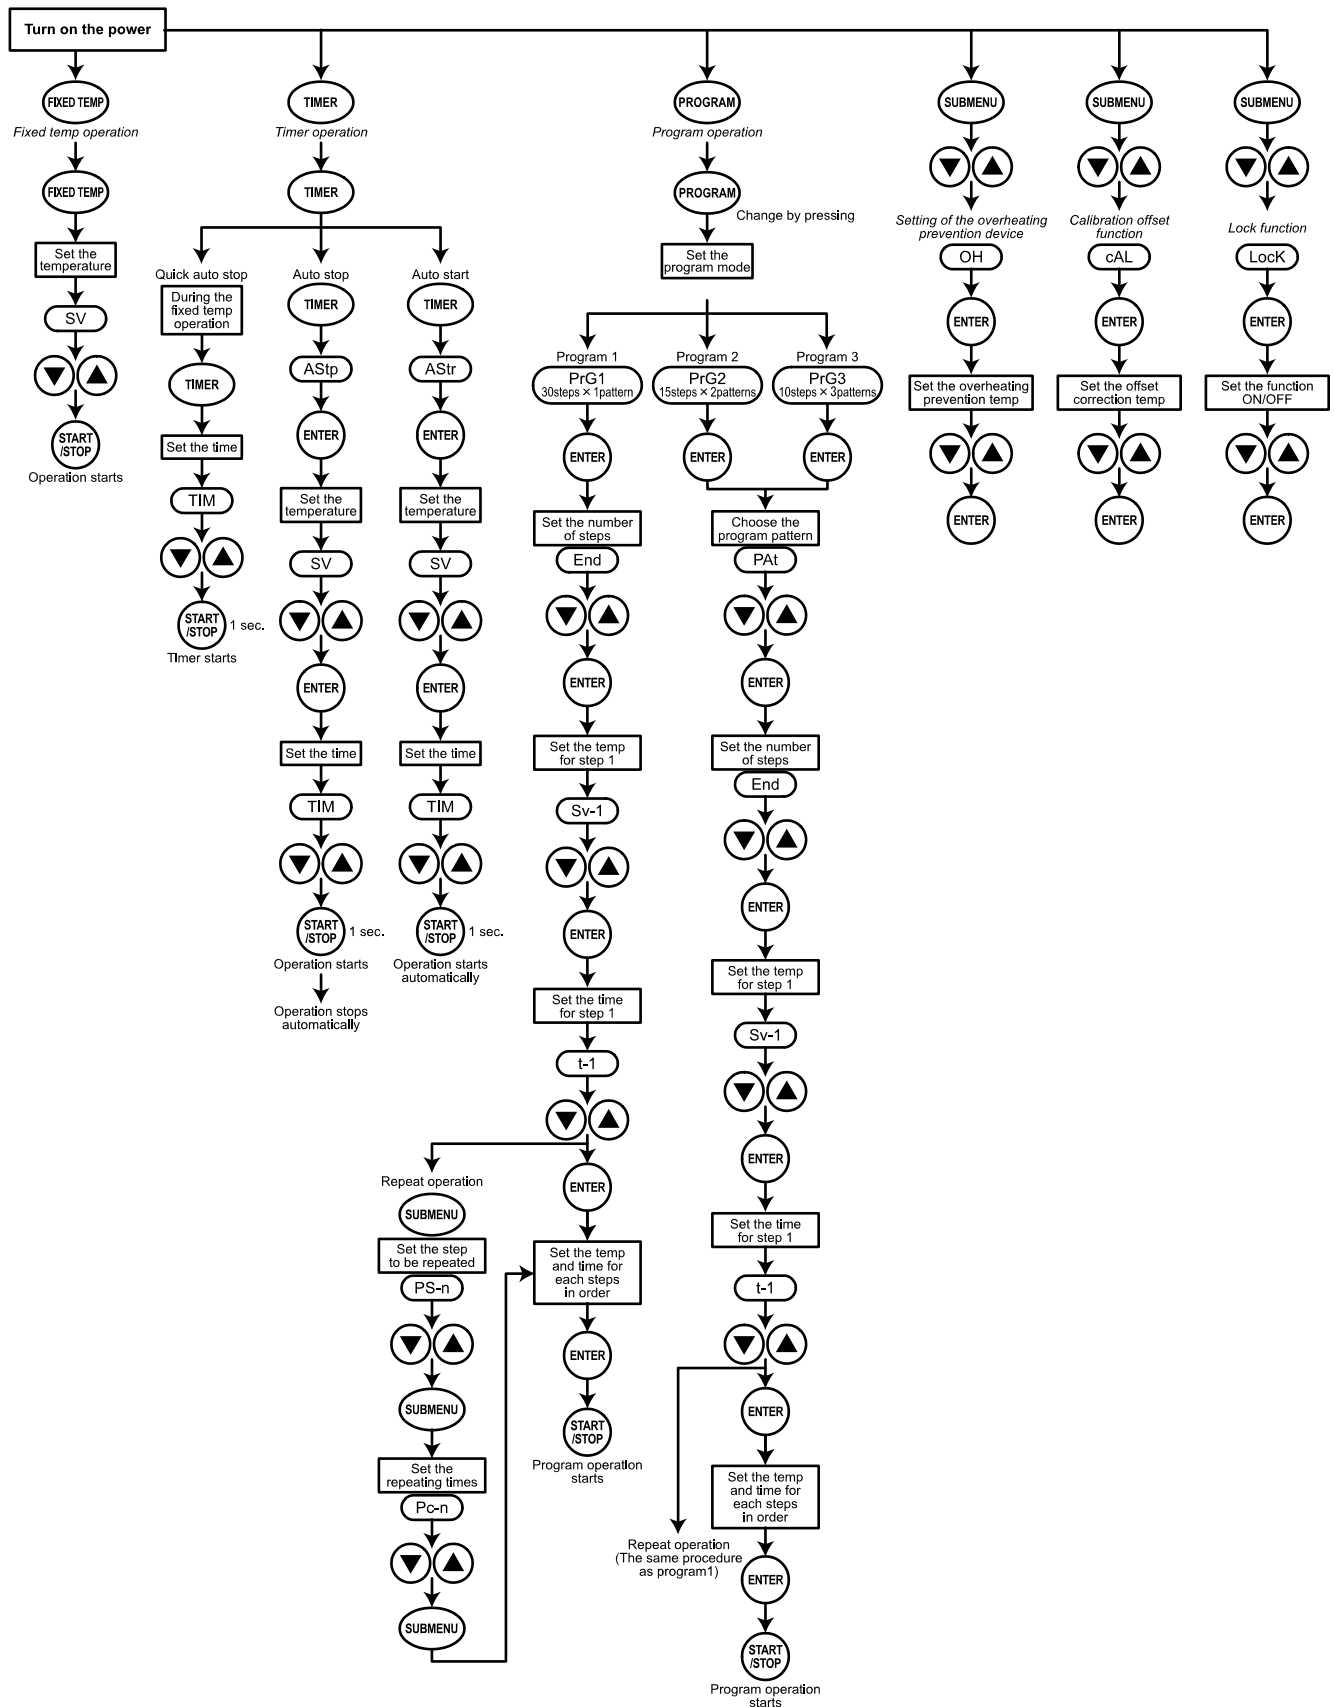 Turn on the power
FIXED TEMP
Fixed temp operation
FIXED TEMP
Set the
temperature
SV
▼ ▲
START
/STOP
Operation starts
TIMER
Timer operation
TIMER
Quick auto stop
During the
fixed temp
operation
TIMER
Set the time
TIM
▼ ▲
START
/STOP
1 sec.
TImer starts
Auto stop
TIMER
AStp
ENTER
Set the
temperature
SV
▼ ▲
ENTER
Set the time
TIM
▼ ▲
START
/STOP
1 sec.
Operation starts
Operation stops
automatically
Auto start
TIMER
AStr
ENTER
Set the
temperature
SV
▼ ▲
ENTER
Set the time
TIM
▼ ▲
START
/STOP
1 sec.
Operation starts
automatically
PROGRAM
Program operation
PROGRAM
Change by pressing
Set the
program mode
Program 1
PrG1
30steps × 1pattern
ENTER
Set the number
of steps
End
▼ ▲
ENTER
Set the temp
for step 1
Sv-1
▼ ▲
ENTER
Set the time
for step 1
t-1
▼ ▲
ENTER
Set the temp
and time for
each steps
in order
ENTER
START
/STOP
Program operation
starts
Repeat operation
SUBMENU
Set the step
to be repeated
PS-n
▼ ▲
SUBMENU
Set the
repeating times
Pc-n
▼ ▲
SUBMENU
Program 2
PrG2
15steps × 2patterns
ENTER
Program 3
PrG3
10steps × 3patterns
ENTER
Choose the
program pattern
PAt
▼ ▲
ENTER
Set the number
of steps
End
▼ ▲
ENTER
Set the temp
for step 1
Sv-1
▼ ▲
ENTER
Set the time
for step 1
t-1
▼ ▲
ENTER
Set the temp
and time for
each steps
in order
ENTER
START
/STOP
Program operation
starts
Repeat operation
(The same procedure
as program1)
SUBMENU
▼ ▲
Setting of the overheating
prevention device
OH
ENTER
Set the overheating
prevention temp
▼ ▲
ENTER
SUBMENU
▼ ▲
Calibration offset
function
cAL
ENTER
Set the offset
correction temp
▼ ▲
ENTER
SUBMENU
▼ ▲
Lock function
LocK
ENTER
Set the function
ON/OFF
▼ ▲
ENTER